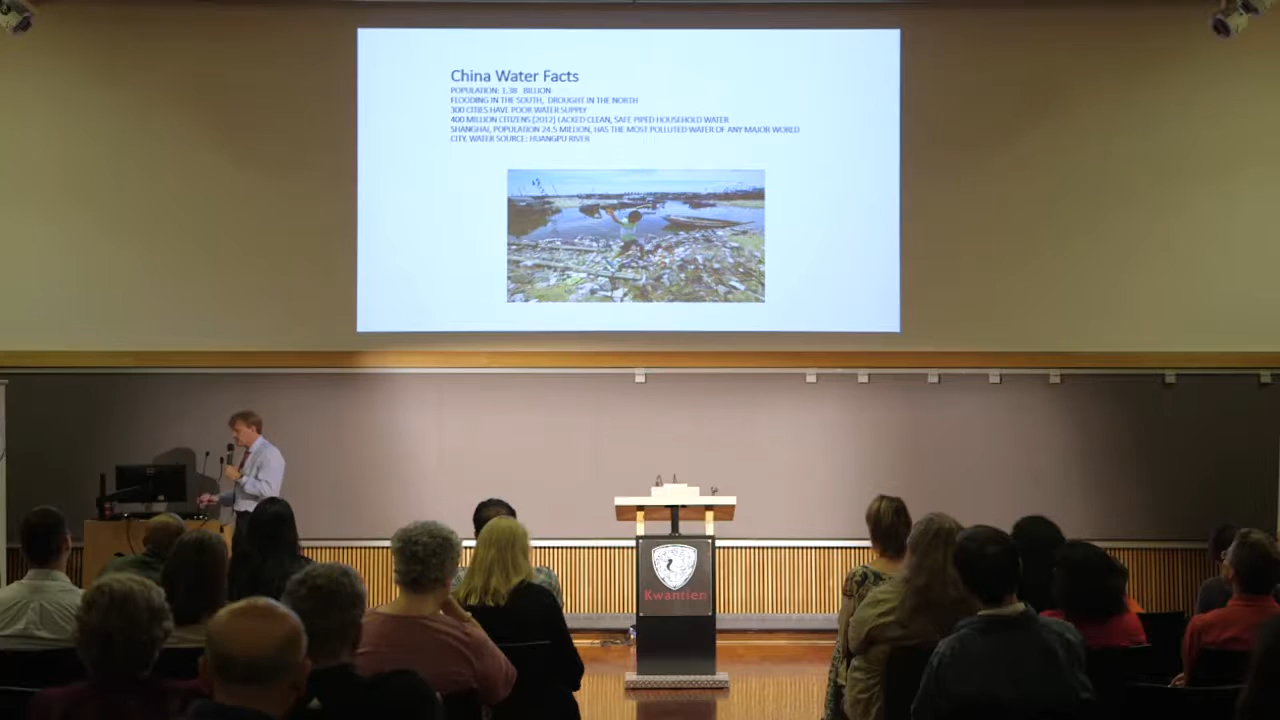 China Water Facts
POPULATION: 1.38 BILLION
FLOODING IN THE SOUTH, DROUGHT IN THE NORTH
300 CITIES HAVE POOR WATER SUPPLY
400 MILLION CITIZENS (2012) LACKED CLEAN, SAFE PIPED HOUSEHOLD WATER
SHANGHAI, POPULATION 24.5 MILLION, HAS THE MOST POLLUTED WATER OF ANY MAJOR WORLD
CITY, WATER SOURCE: HUANGPU RIVER
Kwantlen